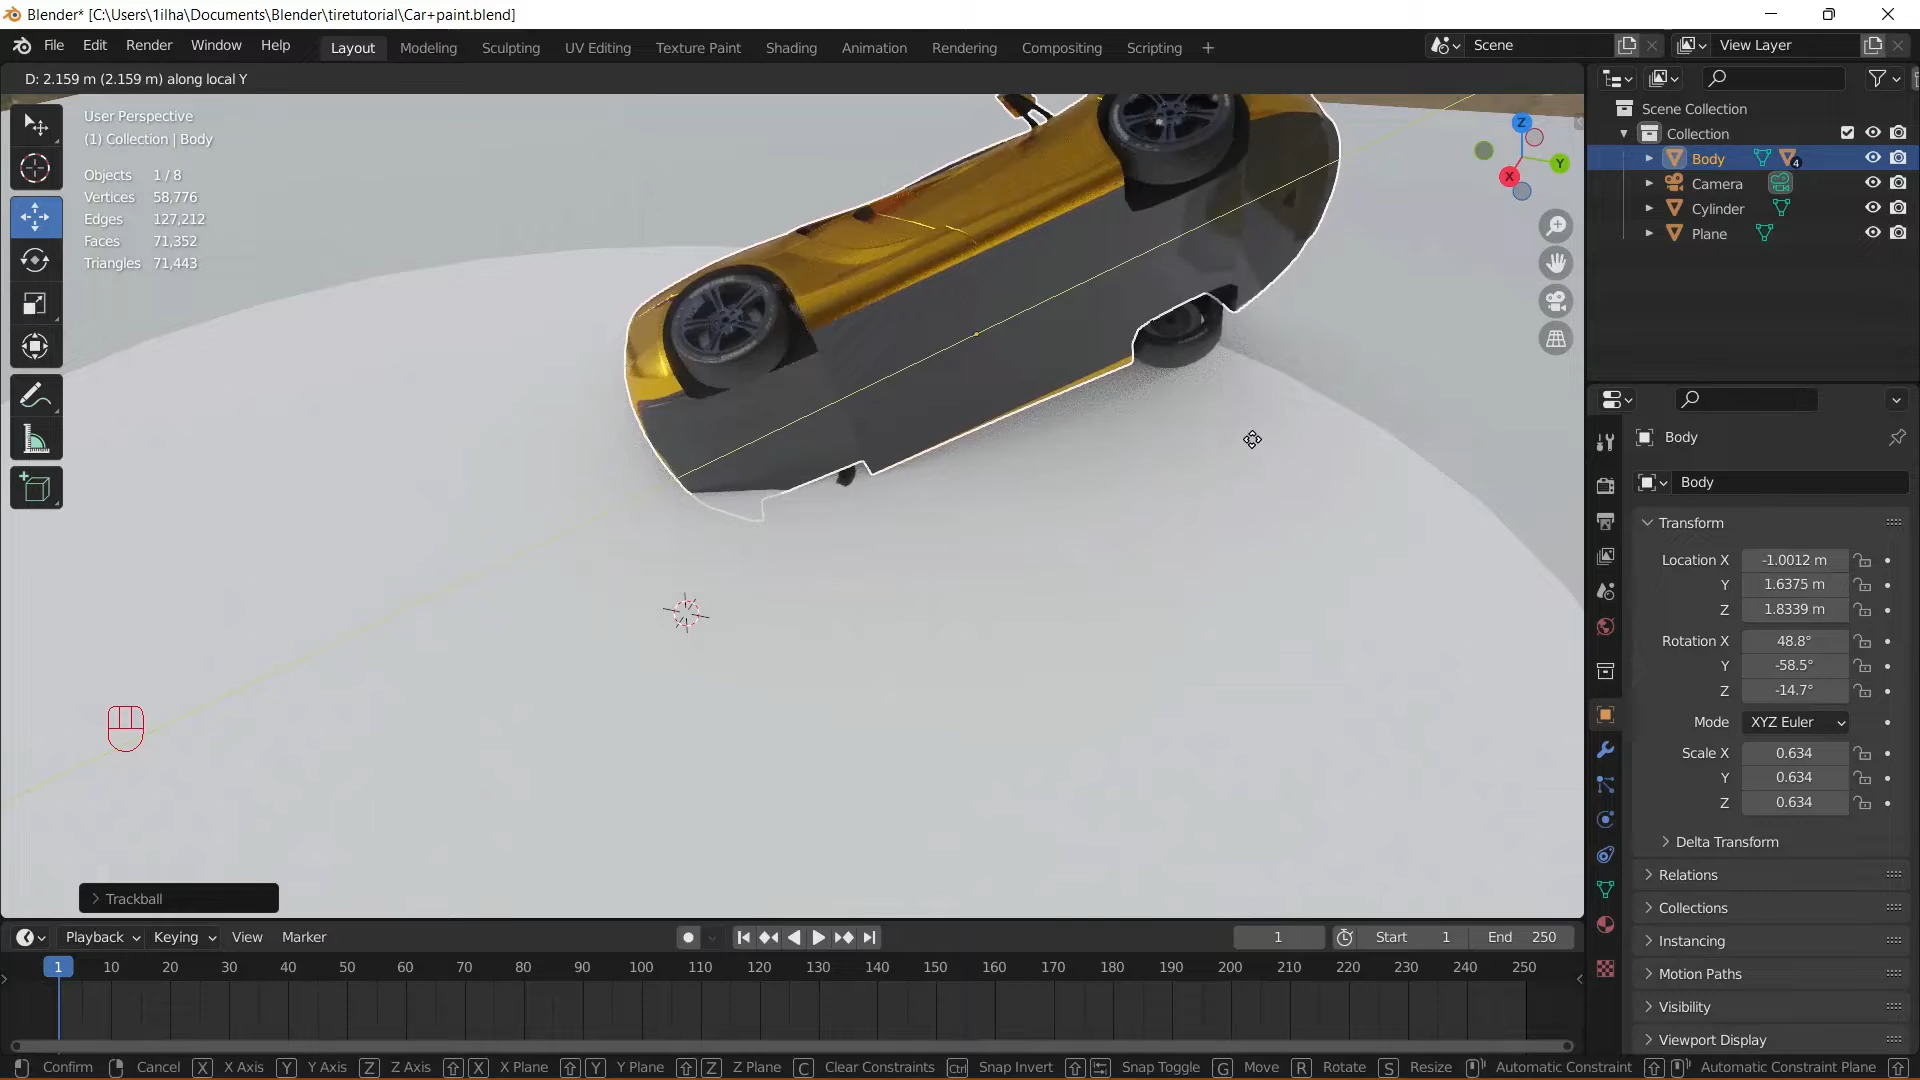 Blender* [C:\Users\1ilha\Documents\Blender\tiretutorial\Car+paint.blend]
File Edit Render Window Help Layout Modeling Sculpting UV Editing Texture Paint Shading Animation Rendering Compositing Scripting Scene View Layer
D: 2.159 m (2.159 m) along local Y
User Perspective
(1) Collection | Body
Objects 1 / 8
Vertices 58,776
Edges 127,212
Faces 71,352
Triangles 71,443
Z
Y
X
Scene Collection
Collection
Body 4
Camera
Cylinder
Plane
Body
Body
Transform
Location X -1.0012 m
Y 1.6375 m
Z 1.8339 m
Rotation X 48.8°
Y -58.5°
Z -14.7°
Mode XYZ Euler
Scale X 0.634
Y 0.634
Z 0.634
Delta Transform
Relations
Collections
Instancing
Motion Paths
Visibility
Viewport Display
Trackball
Playback Keying View Marker 1 Start 1 End 250
1 10 20 30 40 50 60 70 80 90 100 110 120 130 140 150 160 170 180 190 200 210 220 230 240 250
Confirm Cancel X X Axis Y Y Axis Z Z Axis X X Plane Y Y Plane Z Z Plane C Clear Constraints Ctrl Snap Invert Snap Toggle G Move R Rotate S Resize Automatic Constraint Automatic Constraint Plane